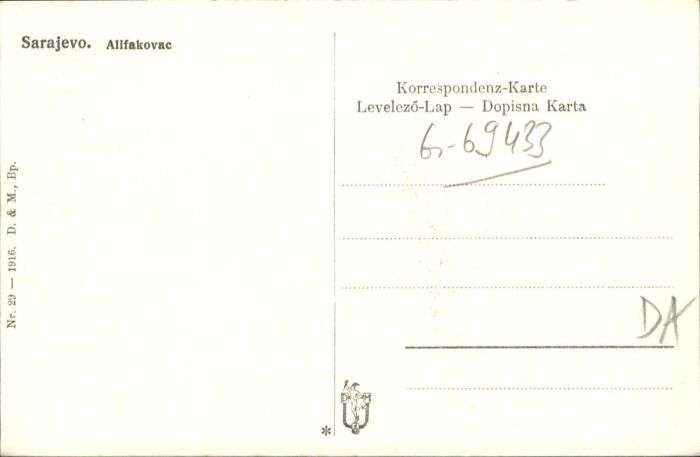 Sarajevo. Alifakovac
Korrespondenz-Karte
Levelező-Lap — Dopisna Karta
6-69433
DA
Nr. 29 — 1916. D. & M., Bp.
D M
*